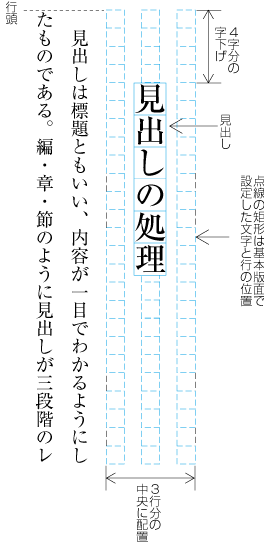 4字分の
字下げ
見出し
点線の矩形は基本版面で
設定した文字と行の位置
見出しの処理
3行分の
中央に配置
行頭
見出しは標題ともいい、内容が一目でわかるようにし
たものである。編・章・節のように見出しが三段階のレ